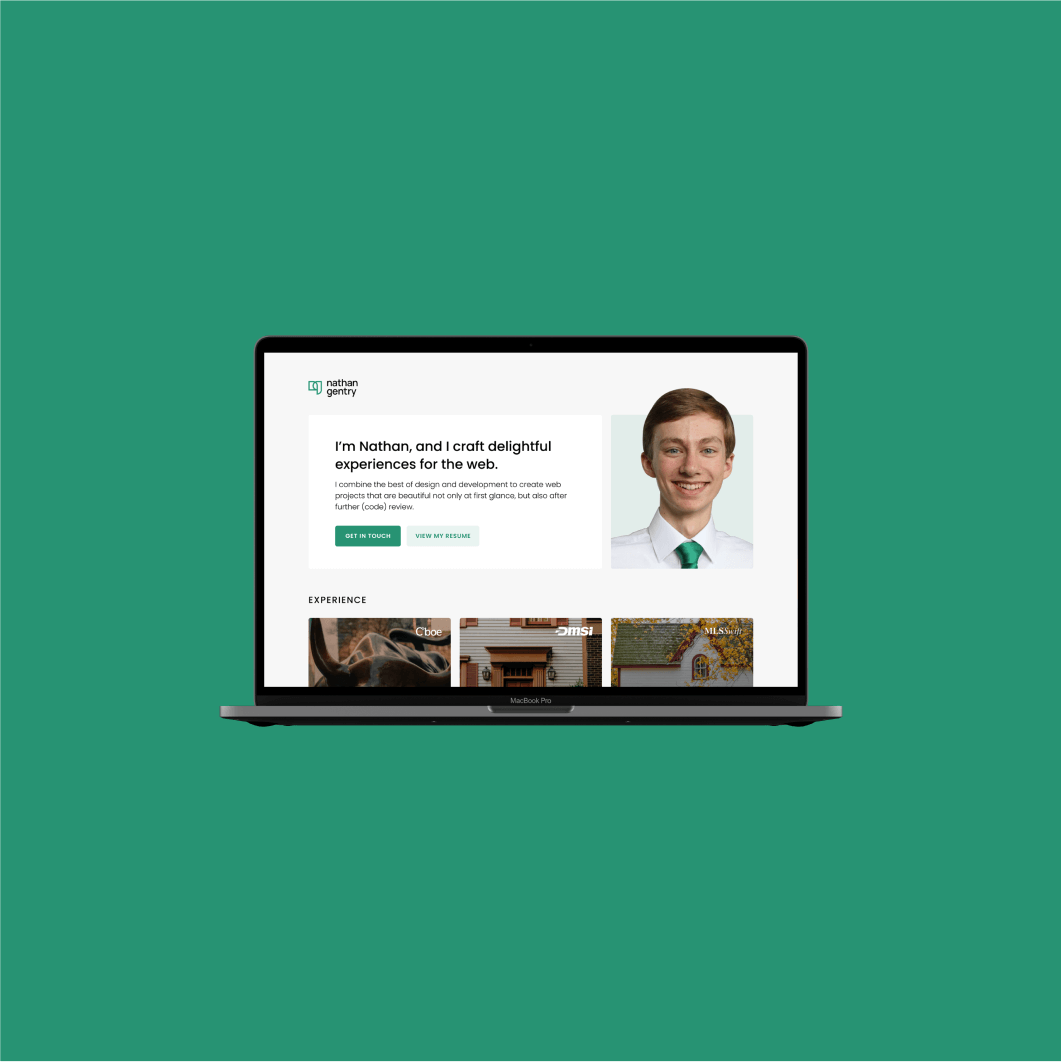 nathan
gentry
I'm Nathan, and I craft delightful
experiences for the web.
I combine the best of design and development to create web
projects that are beautiful not only at first glance, but also after
further (code) review.
GET IN TOUCH
VIEW MY RESUME
EXPERIENCE
Cboe
Dmsi
MLSSwift
MacBook Pro